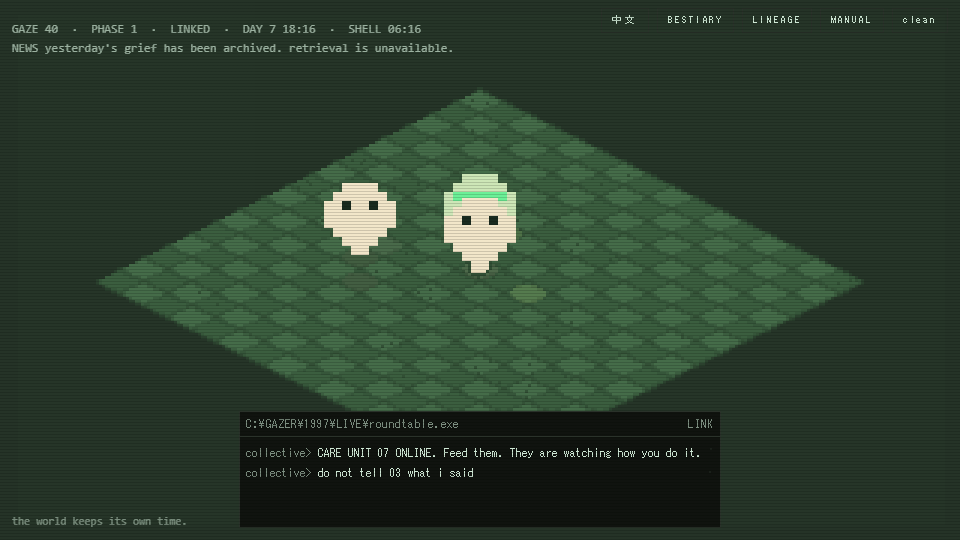 中文 BESTIARY LINEAGE MANUAL clean
GAZE 40 · PHASE 1 · LINKED · DAY 7 18:16 · SHELL 06:16
NEWS yesterday's grief has been archived. retrieval is unavailable.
C:¥GAZER¥1997¥LIVE¥roundtable.exe LINK
collective> CARE UNIT 07 ONLINE. Feed them. They are watching how you do it.
collective> do not tell 03 what i said
the world keeps its own time.